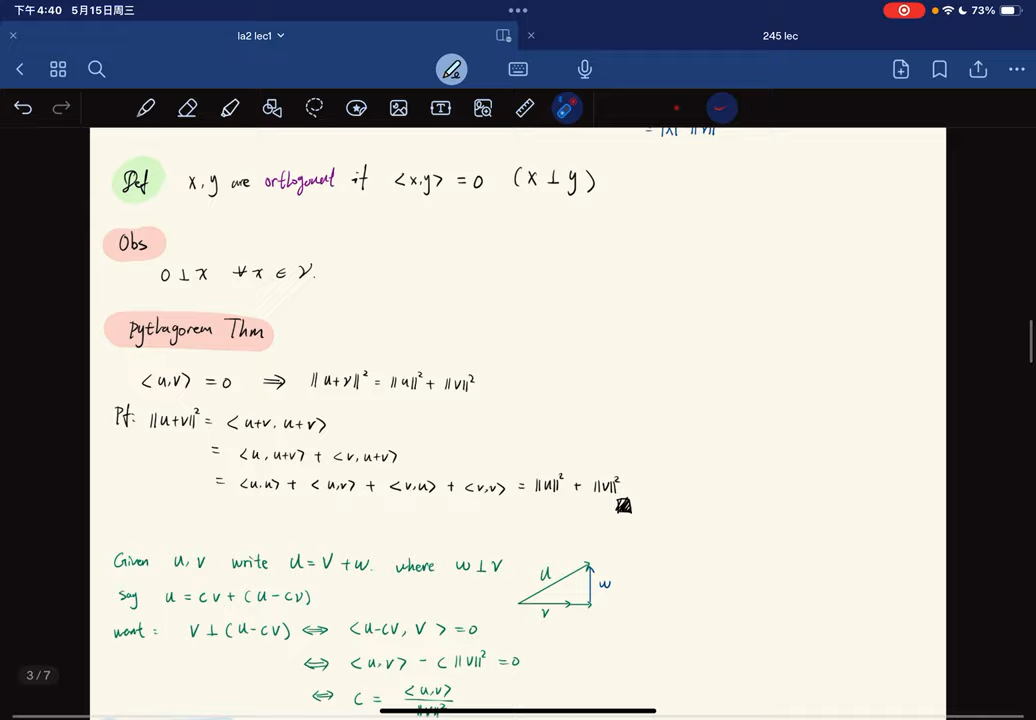 下午4:40 5月15日周三 73%
la2 lec1 245 lec
= |λ| ||v||
Def x, y are orthogonal if <x,y> = 0 (x ⊥ y)
Obs
0 ⊥ x ∀ x ∈ V.
Pythagorem Thm
<u,v> = 0 ⇒ ||u+v||² = ||u||² + ||v||²
Pf: ||u+v||² = <u+v, u+v>
= <u, u+v> + <v, u+v>
= <u,u> + <u,v> + <v,u> + <v,v> = ||u||² + ||v||²
Given u, v write u = v + w. where w ⊥ v
u w v
say u = cv + (u-cv)
want: v ⊥ (u-cv) ⇔ <u-cv, v> = 0
⇔ <u,v> - c||v||² = 0
3/7
⇔ c = <u,v> / ||v||²